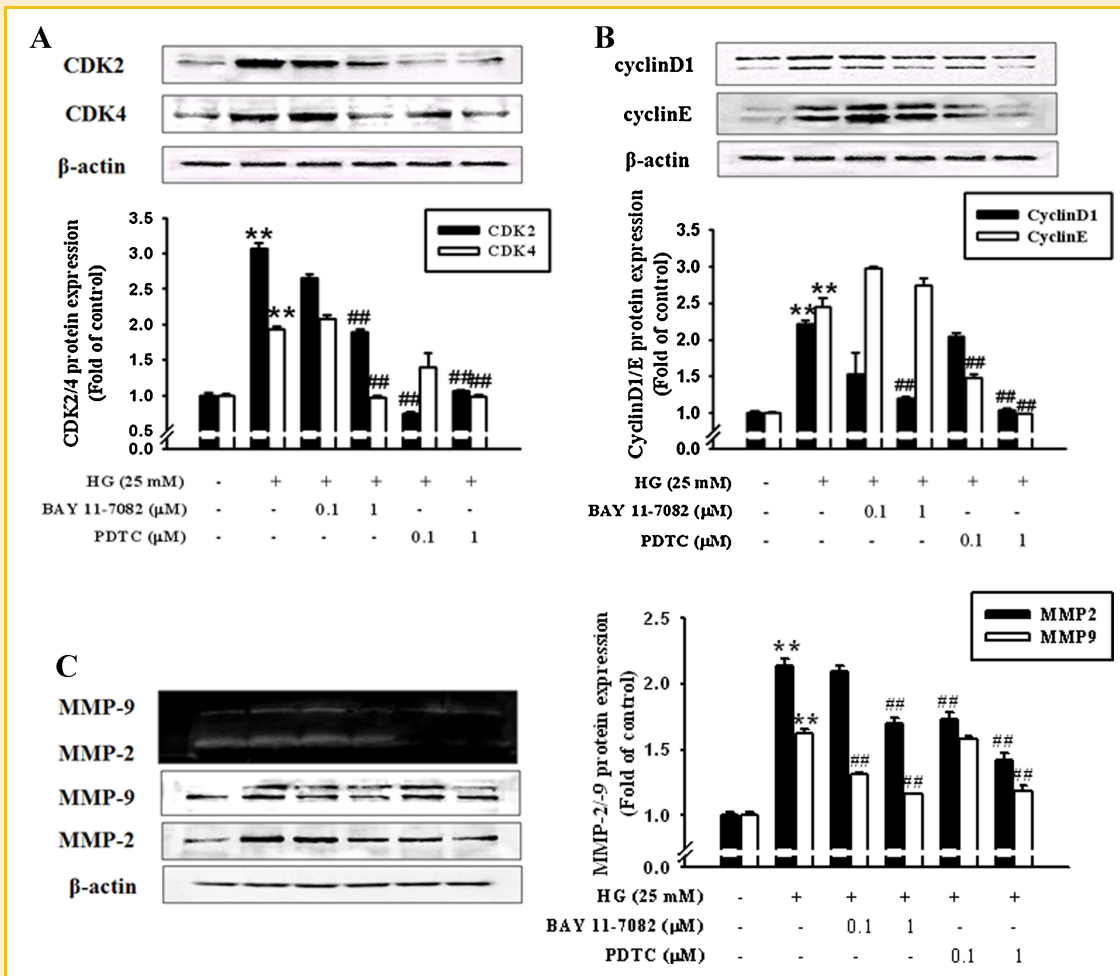 A
CDK2
CDK4
β-actin
CDK2/4 protein expression
(Fold of control)
3.5
3.0
2.5
2.0
1.5
1.0
0.5
0.0
CDK2
CDK4
**
**
##
##
##
##
##
HG (25 mM) - + + + + +
BAY 11-7082 (μM) - - 0.1 1 - -
PDTC (μM) - - - - 0.1 1
B
cyclinD1
cyclinE
β-actin
CyclinD1/E protein expression
(Fold of control)
3.5
3.0
2.5
2.0
1.5
1.0
0.0
CyclinD1
CyclinE
**
**
##
##
##
##
HG (25 mM) - + + + + +
BAY 11-7082 (μM) - - 0.1 1 - -
PDTC (μM) - - - - 0.1 1
C
MMP-9
MMP-2
MMP-9
MMP-2
β-actin
MMP-2/-9 protein expression
(Fold of control)
2.5
2.0
1.5
1.0
0.0
MMP2
MMP9
**
**
##
##
##
##
##
##
HG (25 mM) - + + + + +
BAY 11-7082 (μM) - - 0.1 1 - -
PDTC (μM) - - - - 0.1 1